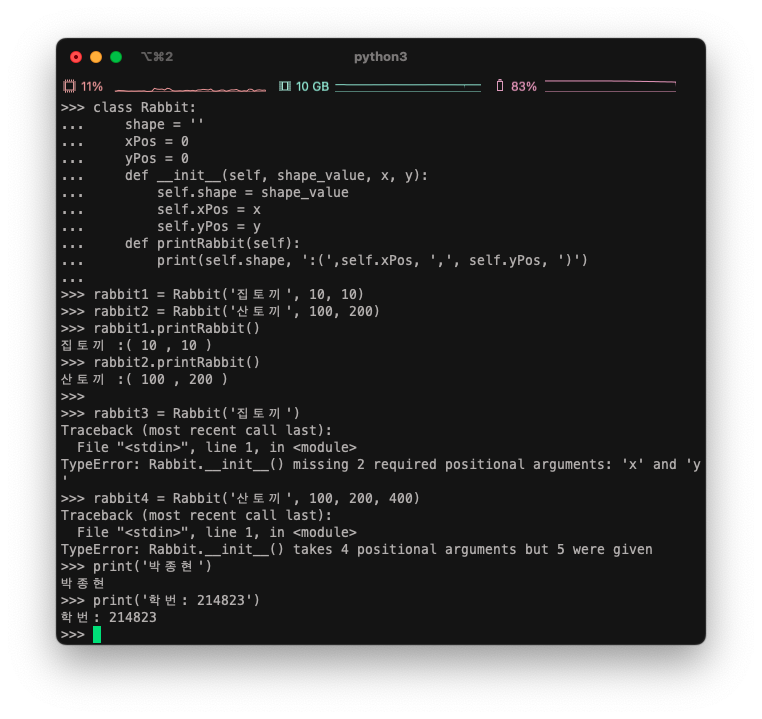 ⌥⌘2 python3
11% 10 GB 83%
>>> class Rabbit:
...     shape = ''
...     xPos = 0
...     yPos = 0
...     def __init__(self, shape_value, x, y):
...         self.shape = shape_value
...         self.xPos = x
...         self.yPos = y
...     def printRabbit(self):
...         print(self.shape, ':(',self.xPos, ',', self.yPos, ')')
...
>>> rabbit1 = Rabbit('집토끼', 10, 10)
>>> rabbit2 = Rabbit('산토끼', 100, 200)
>>> rabbit1.printRabbit()
집토끼 :( 10 , 10 )
>>> rabbit2.printRabbit()
산토끼 :( 100 , 200 )
>>>
>>> rabbit3 = Rabbit('집토끼')
Traceback (most recent call last):
  File "<stdin>", line 1, in <module>
TypeError: Rabbit.__init__() missing 2 required positional arguments: 'x' and 'y
'
>>> rabbit4 = Rabbit('산토끼', 100, 200, 400)
Traceback (most recent call last):
  File "<stdin>", line 1, in <module>
TypeError: Rabbit.__init__() takes 4 positional arguments but 5 were given
>>> print('박종현')
박종현
>>> print('학번: 214823')
학번: 214823
>>>